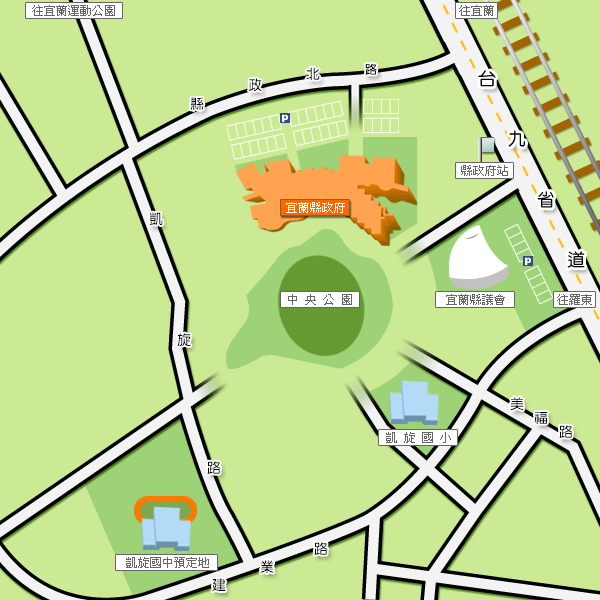 往宜蘭運動公園
往宜蘭
縣政北路
P
台九省道
縣政府站
宜蘭縣政府
凱旋路
P
中央公園
宜蘭縣議會
往羅東
美福路
凱旋國小
凱旋國中預定地
建業路